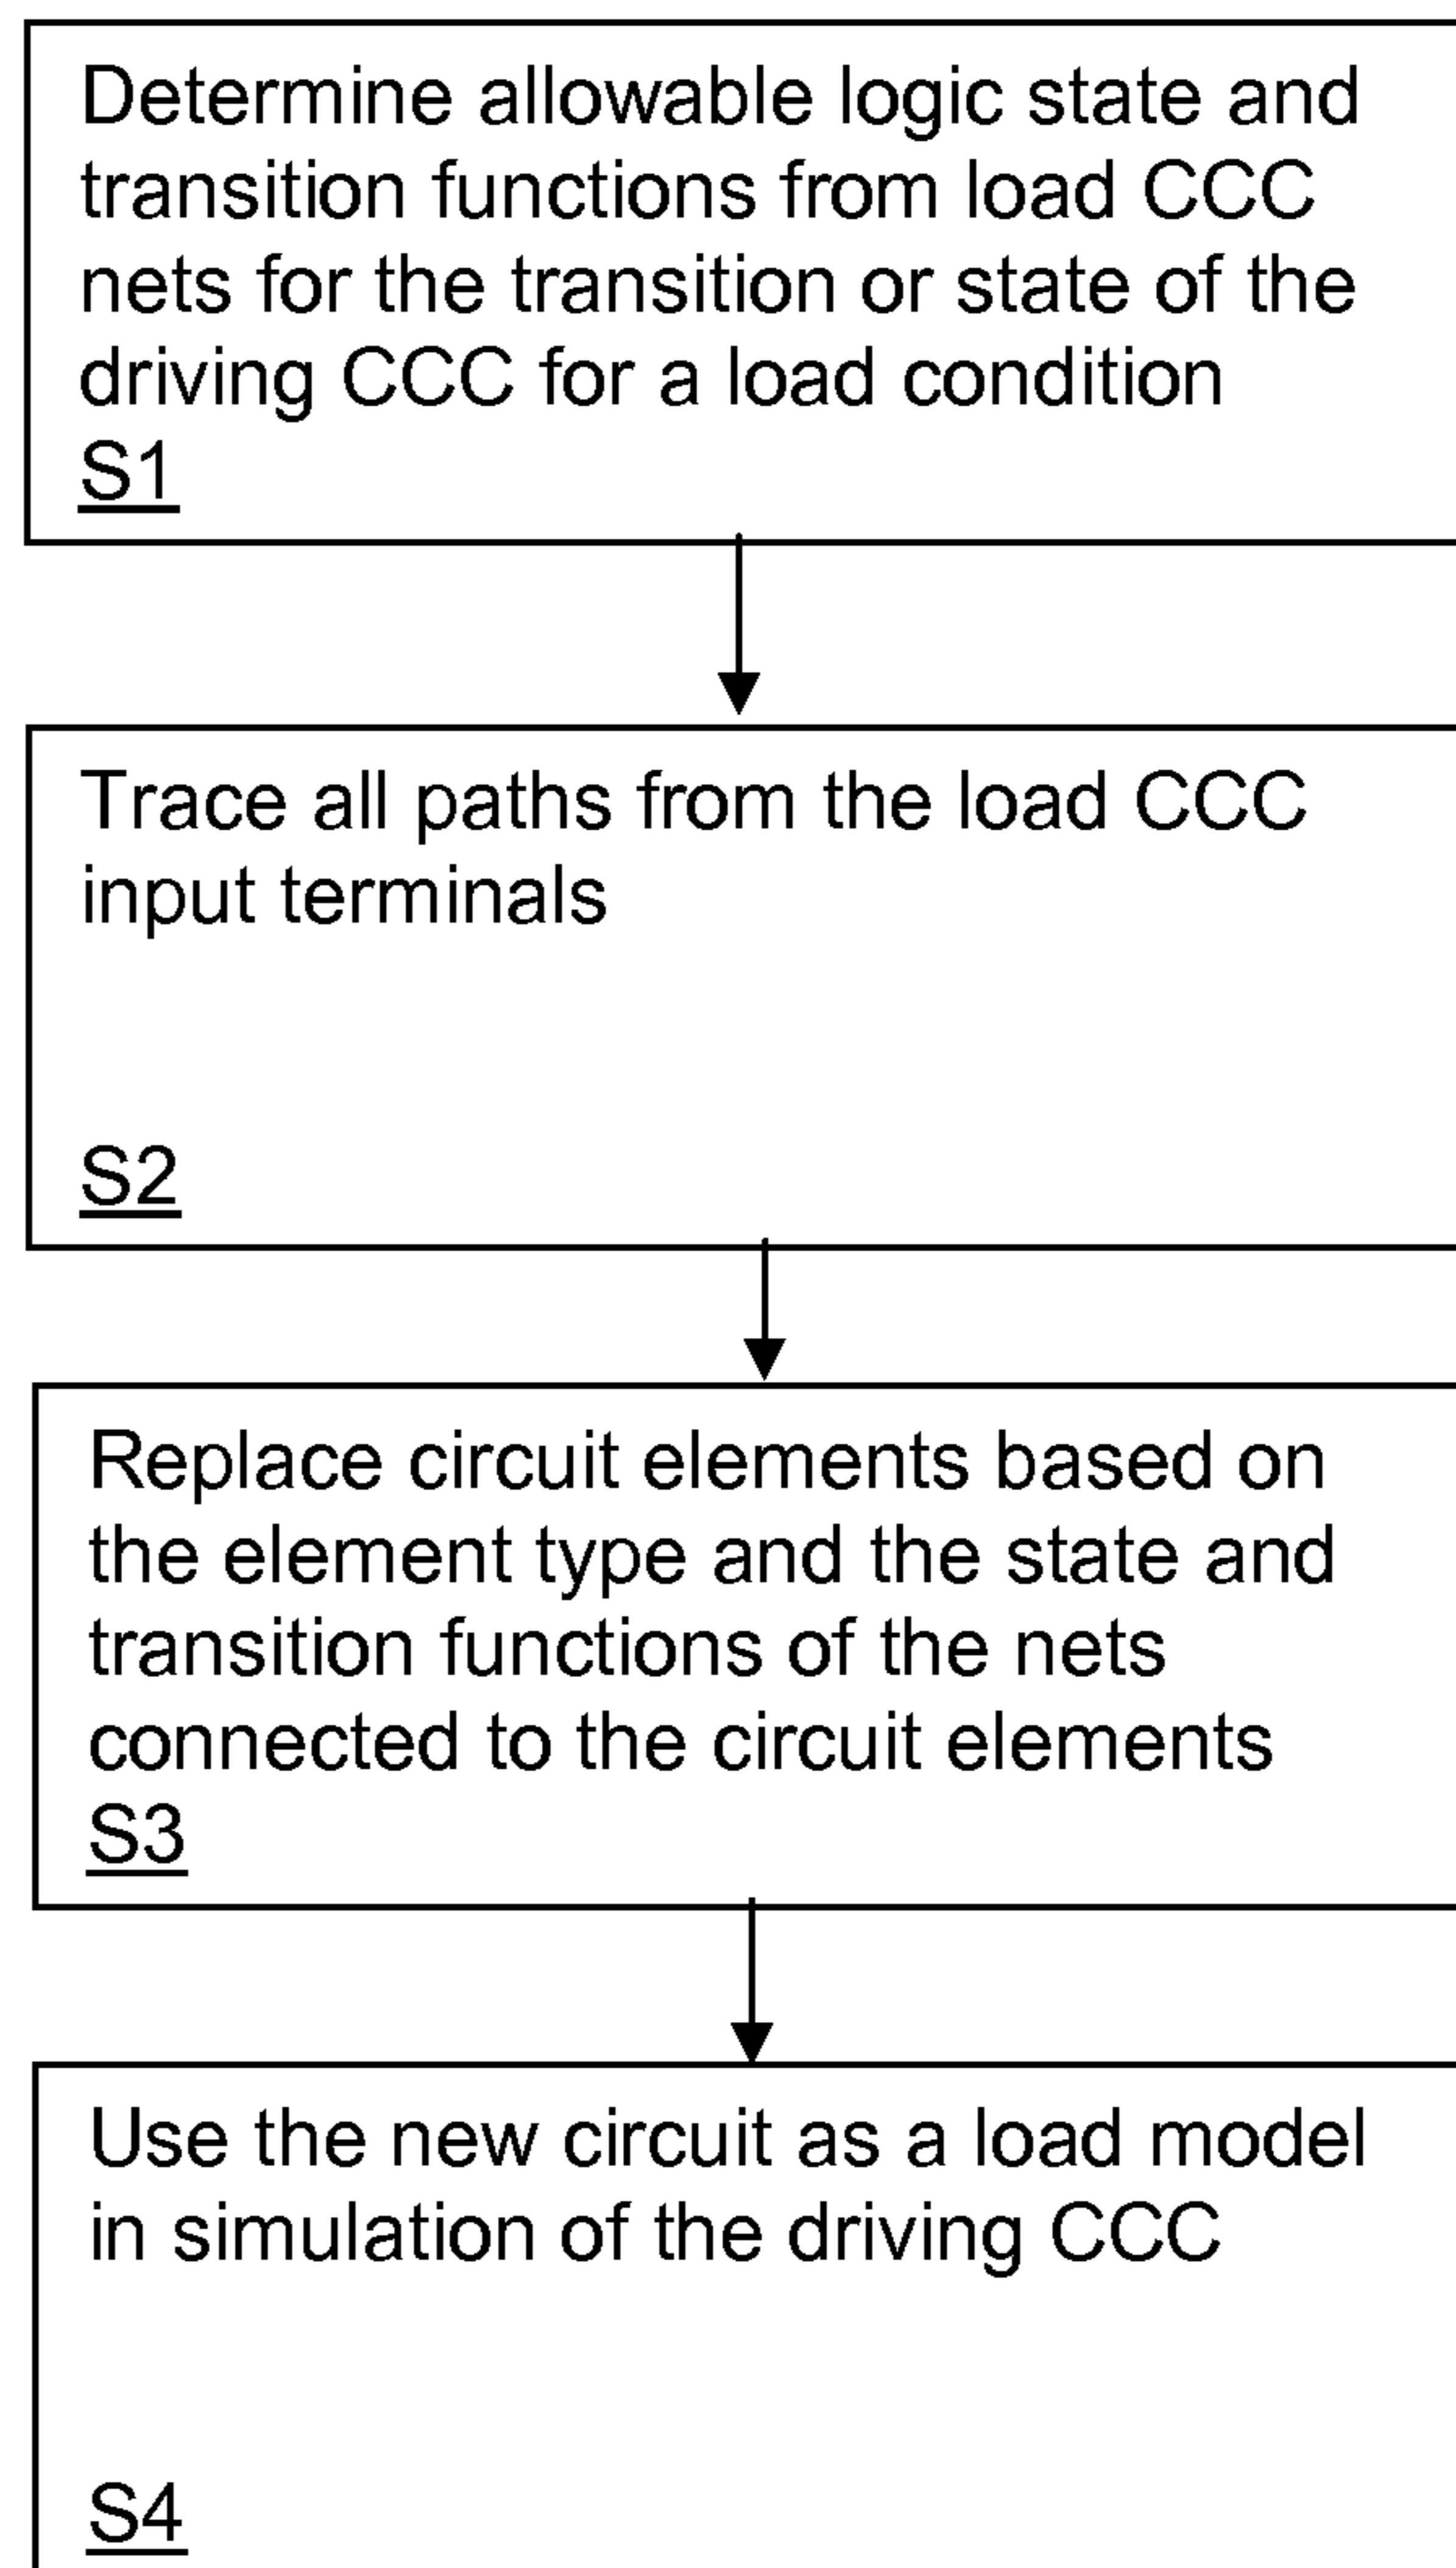 Determine allowable logic state and
transition functions from load CCC
nets for the transition or state of the
driving CCC for a load condition
S1
Trace all paths from the load CCC
input terminals
S2
Replace circuit elements based on
the element type and the state and
transition functions of the nets
connected to the circuit elements
S3
Use the new circuit as a load model
in simulation of the driving CCC
S4